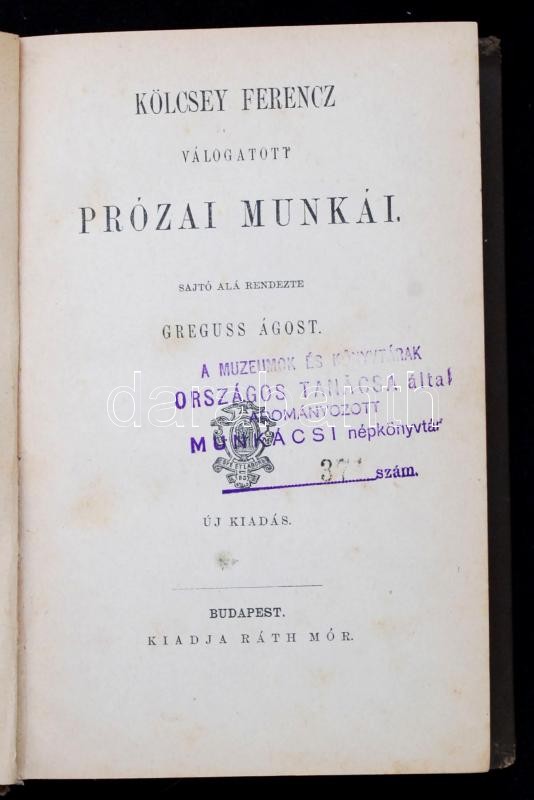 KÖLCSEY FERENCZ
VÁLOGATOTT
PRÓZAI MUNKÁI.
SAJTÓ ALÁ RENDEZTE
GREGUSS ÁGOST.
A MUZEUMOK ÉS KÖNYVTÁRAK
ORSZÁGOS TANÁCSA által
ADOMÁNYOZOTT
MUNKÁCSI népkönyvtár
szám.
ÚJ KIADÁS.
BUDAPEST.
KIADJA RÁTH MÓR.